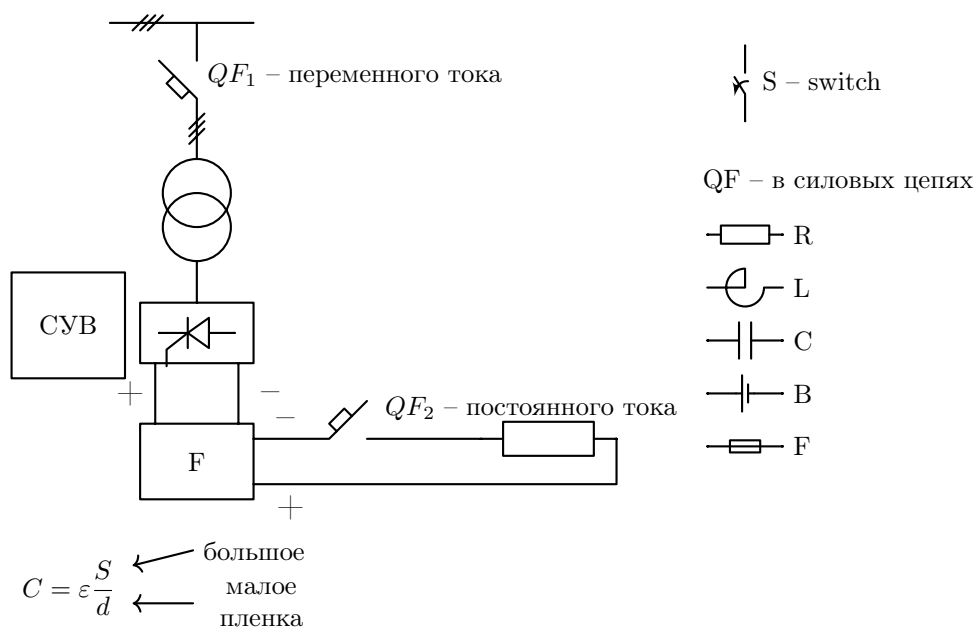 QF₁ – переменного тока
S – switch
QF – в силовых цепях
R
L
C
B
F
СУВ
+ −
−
QF₂ – постоянного тока
F
+
C = ε S/d
большое
малое
пленка